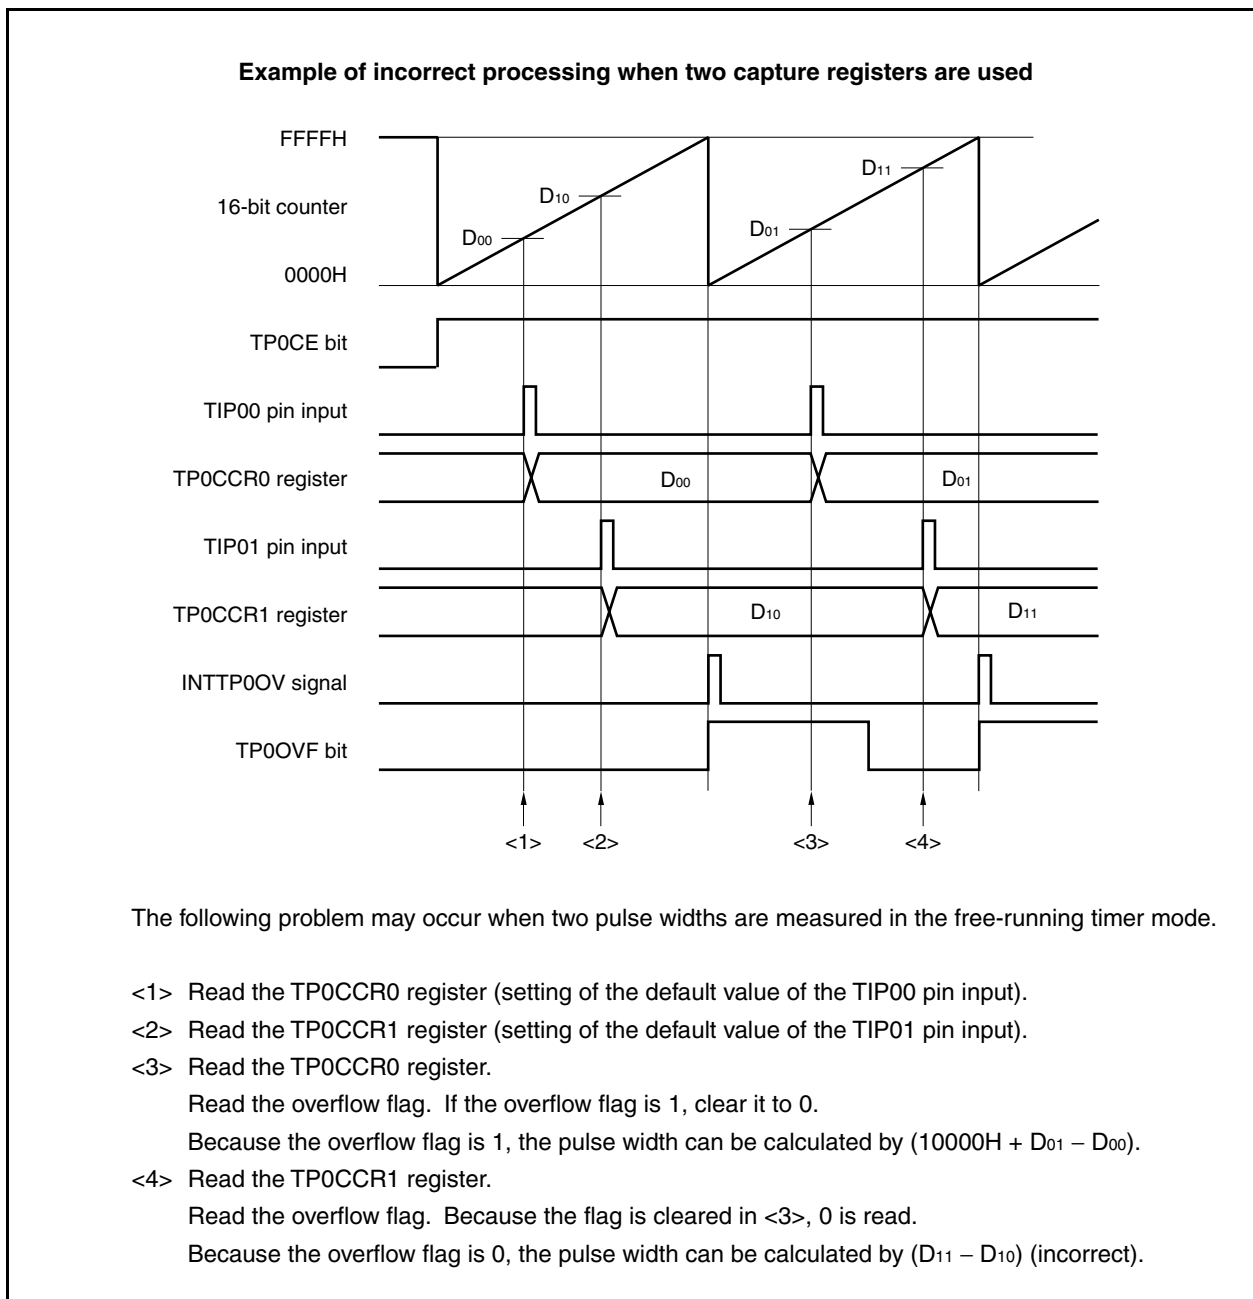 Example of incorrect processing when two capture registers are used
FFFFH
D11
D10
16-bit counter
D01
D00
0000H
TP0CE bit
TIP00 pin input
TP0CCR0 register
D00
D01
TIP01 pin input
TP0CCR1 register
D10
D11
INTTP0OV signal
TP0OVF bit
<1> <2> <3> <4>
The following problem may occur when two pulse widths are measured in the free-running timer mode.
<1> Read the TP0CCR0 register (setting of the default value of the TIP00 pin input).
<2> Read the TP0CCR1 register (setting of the default value of the TIP01 pin input).
<3> Read the TP0CCR0 register.
Read the overflow flag. If the overflow flag is 1, clear it to 0.
Because the overflow flag is 1, the pulse width can be calculated by (10000H + D01 − D00).
<4> Read the TP0CCR1 register.
Read the overflow flag. Because the flag is cleared in <3>, 0 is read.
Because the overflow flag is 0, the pulse width can be calculated by (D11 − D10) (incorrect).